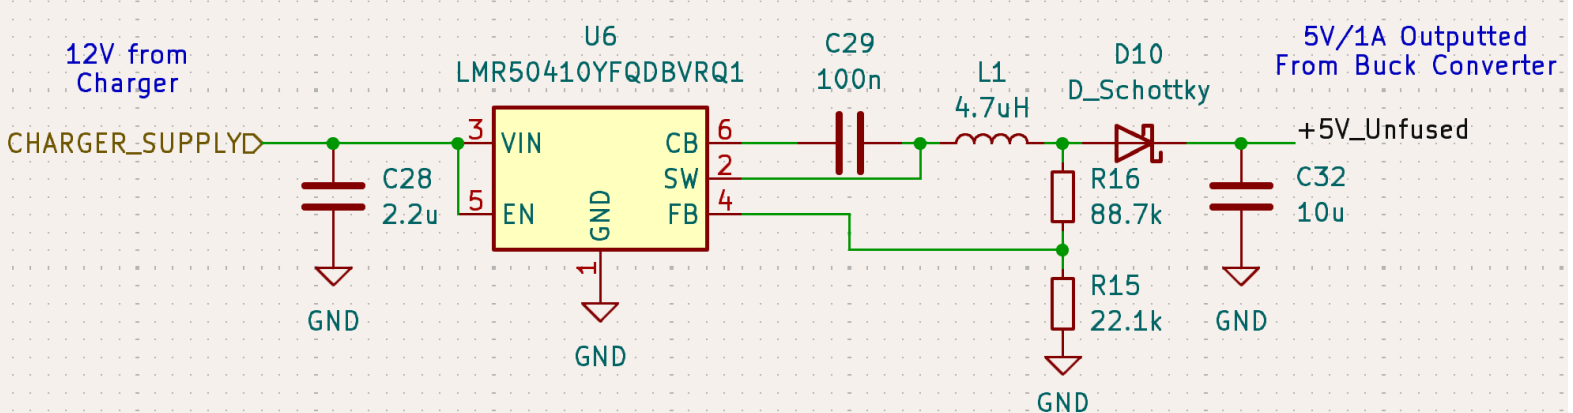 12V from
Charger
CHARGER_SUPPLY
C28
2.2u
GND
U6
LMR50410YFQDBVRQ1
3
VIN
5
EN
GND
1
GND
CB
6
SW
2
FB
4
C29
100n
L1
4.7uH
D10
D_Schottky
R16
88.7k
R15
22.1k
GND
5V/1A Outputted
From Buck Converter
+5V_Unfused
C32
10u
GND